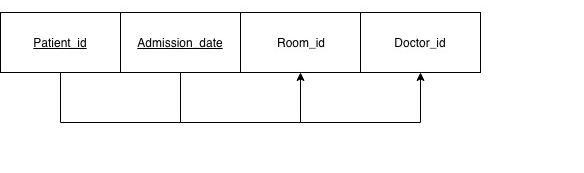 Patient_id
Admission_date
Room_id
Doctor_id